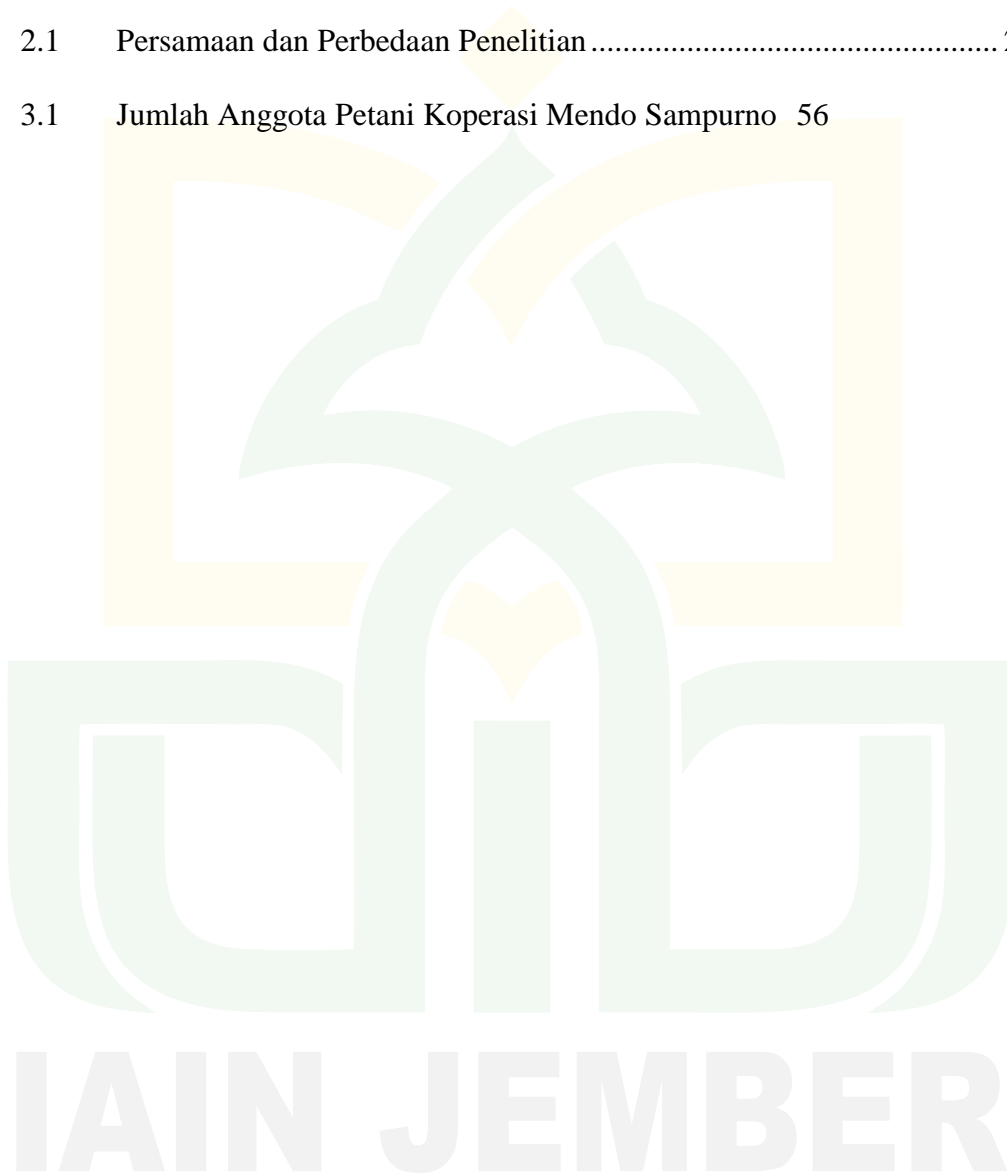 2.1 Persamaan dan Perbedaan Penelitian ..................................................
3.1 Jumlah Anggota Petani Koperasi Mendo Sampurno 56
IAIN JEMBER